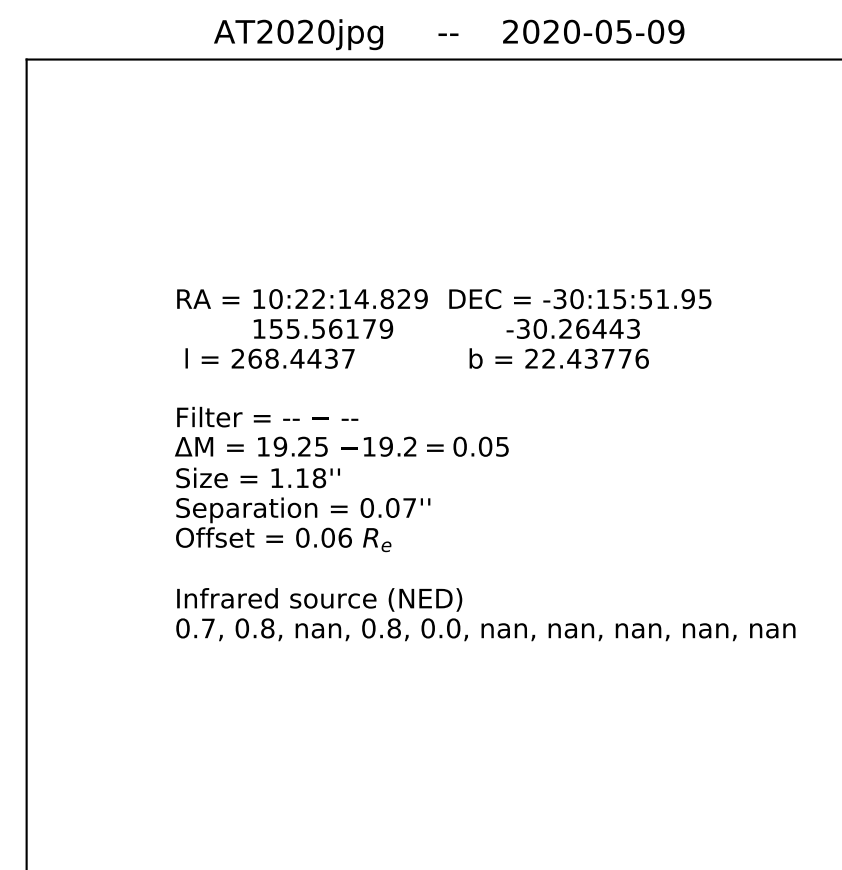 AT2020jpg -- 2020-05-09
RA = 10:22:14.829 DEC = -30:15:51.95
155.56179 -30.26443
l = 268.4437 b = 22.43776
Filter = -- − --
ΔM = 19.25 −19.2 = 0.05
Size = 1.18''
Separation = 0.07''
Offset = 0.06 Rₑ
Infrared source (NED)
0.7, 0.8, nan, 0.8, 0.0, nan, nan, nan, nan, nan